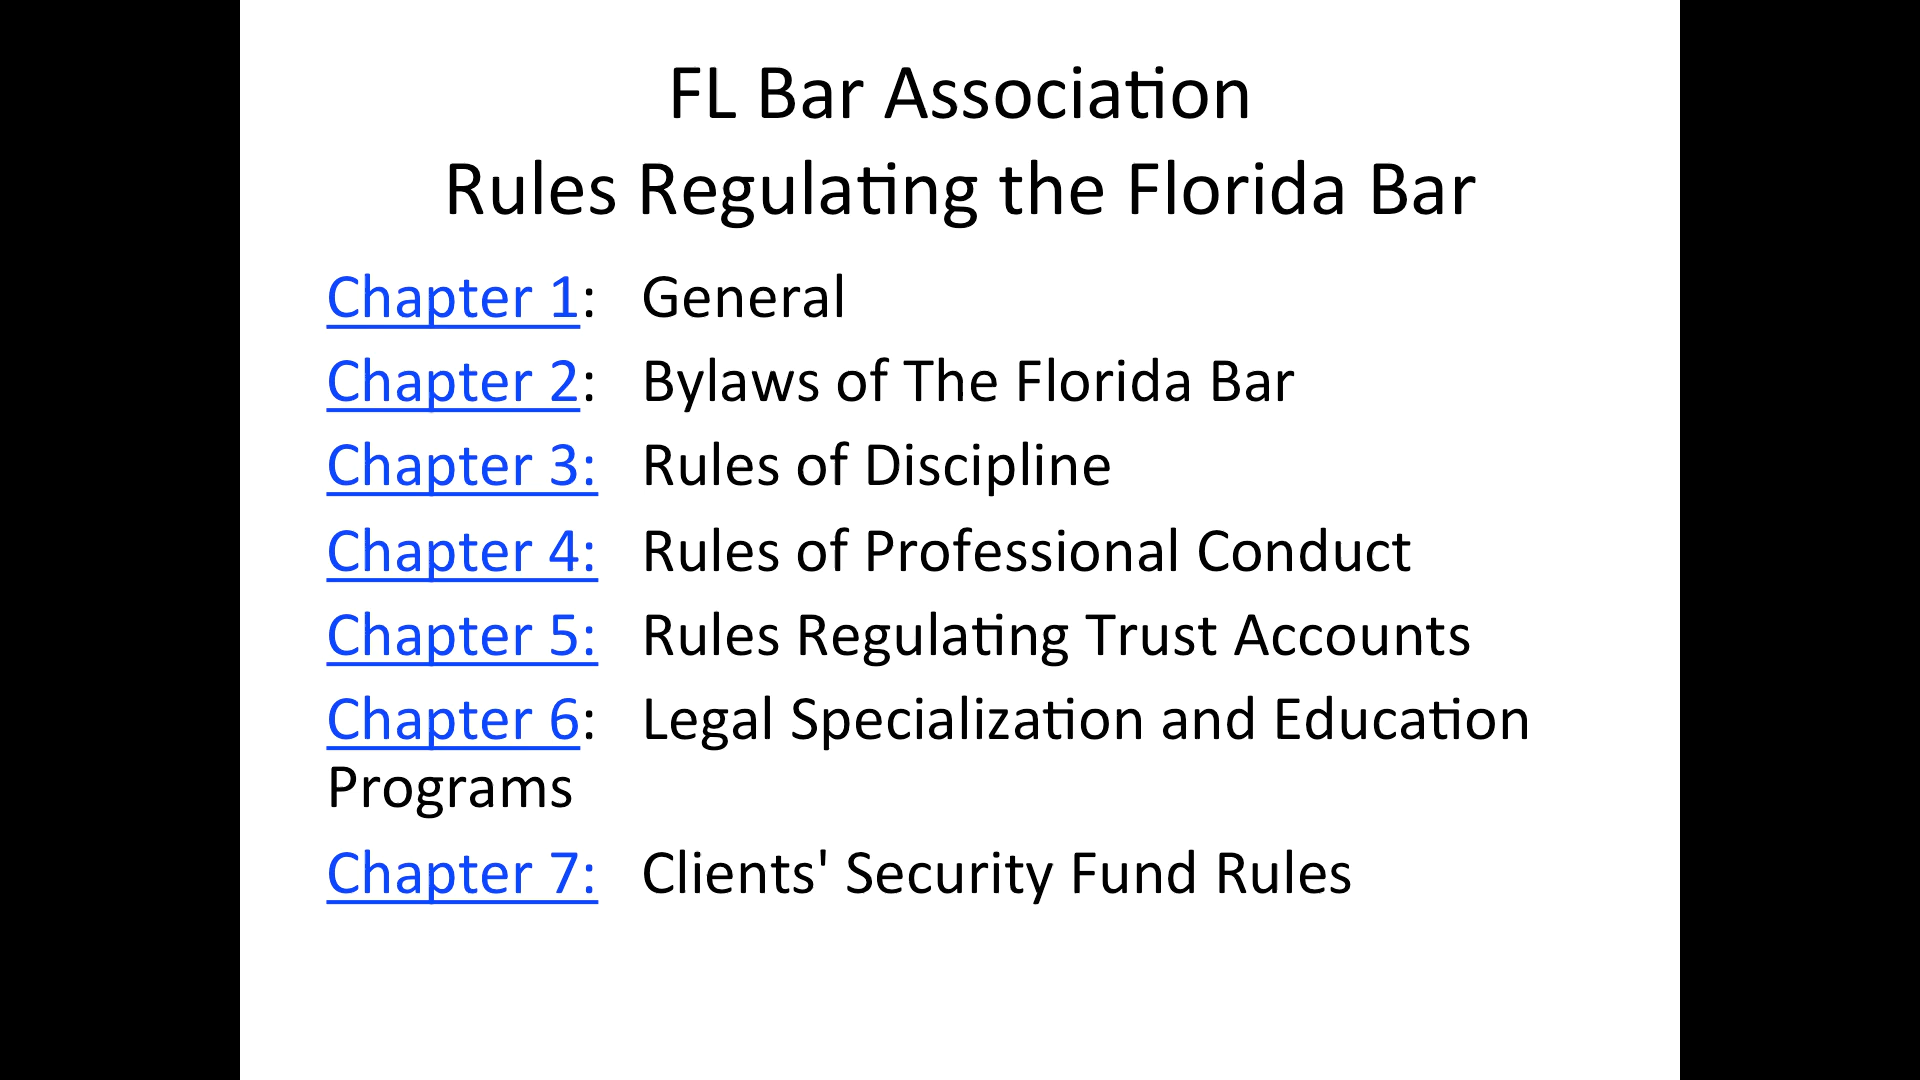 FL Bar Association
Rules Regulating the Florida Bar
Chapter 1: General
Chapter 2: Bylaws of The Florida Bar
Chapter 3: Rules of Discipline
Chapter 4: Rules of Professional Conduct
Chapter 5: Rules Regulating Trust Accounts
Chapter 6: Legal Specialization and Education
Programs
Chapter 7: Clients' Security Fund Rules